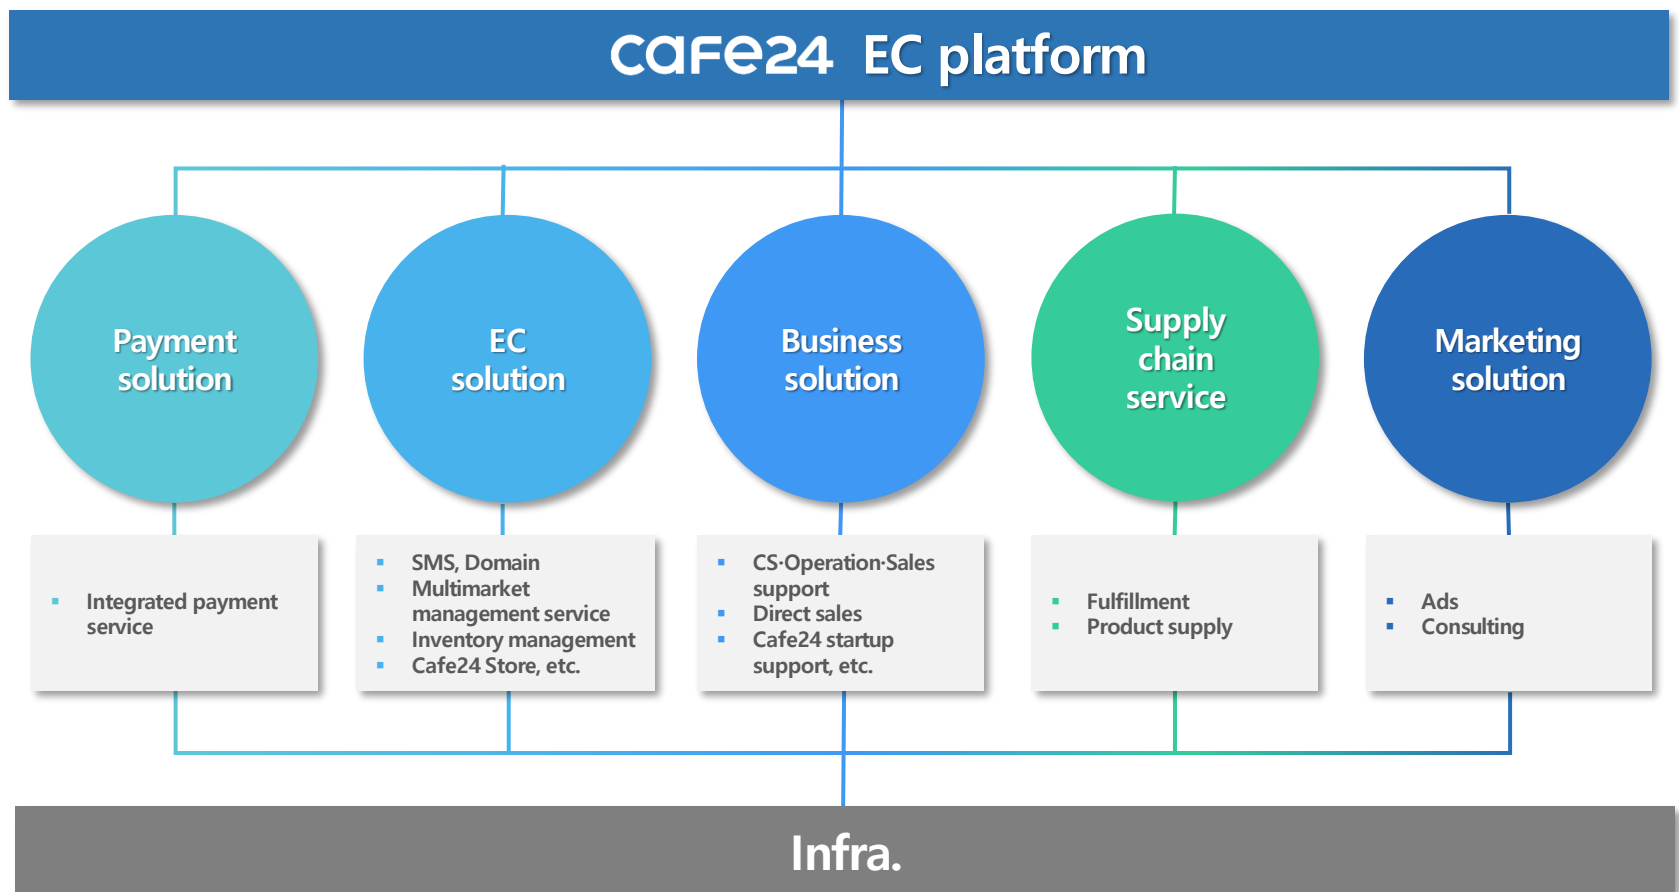 cafe24 EC platform
Payment
solution
EC
solution
Business
solution
Supply
chain
service
Marketing
solution
Integrated payment
service
SMS, Domain
Multimarket
management service
Inventory management
Cafe24 Store, etc.
CS·Operation·Sales
support
Direct sales
Cafe24 startup
support, etc.
Fulfillment
Product supply
Ads
Consulting
Infra.